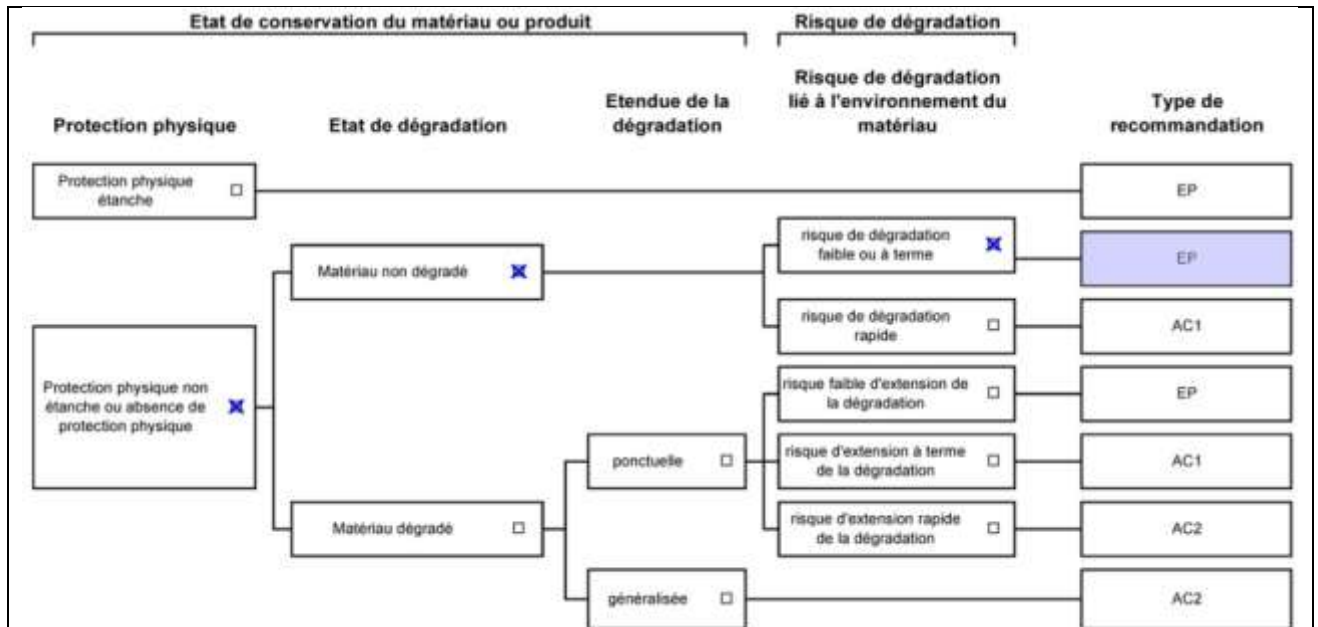 Etat de conservation du matériau ou produit
Risque de dégradation
Protection physique
Etat de dégradation
Etendue de la
dégradation
Risque de dégradation
lié à l'environnement du
matériau
Type de
recommandation
Protection physique
étanche
EP
risque de dégradation
faible ou à terme
EP
Matériau non dégradé
risque de dégradation
rapide
AC1
Protection physique non
étanche ou absence de
protection physique
risque faible d'extension de
la dégradation
EP
ponctuelle
risque d'extension à terme
de la dégradation
AC1
Matériau dégradé
risque d'extension rapide
de la dégradation
AC2
généralisée
AC2